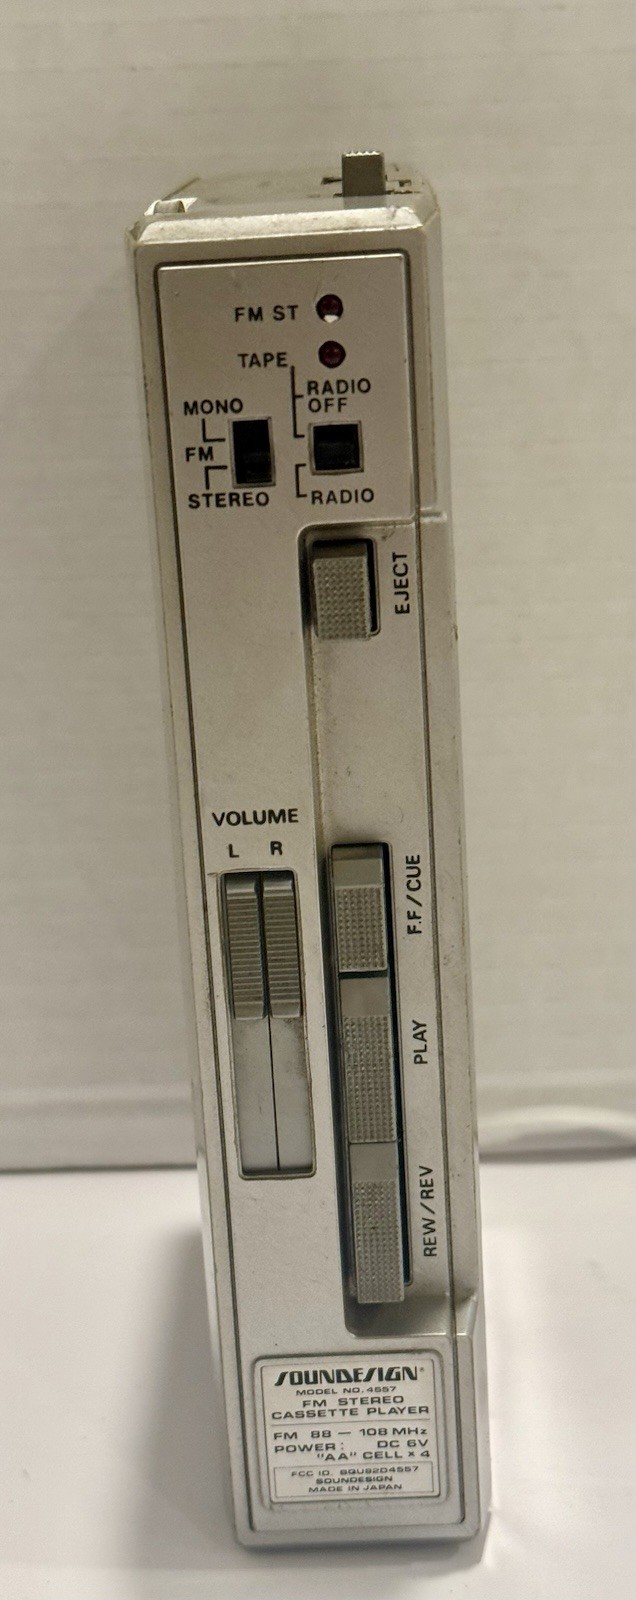 FM ST
TAPE
RADIO
OFF
MONO
FM
STEREO
RADIO
EJECT
VOLUME
L R
F.F/CUE
PLAY
REW/REV
SOUNDESIGN®
MODEL NO. 4557
FM STEREO
CASSETTE PLAYER
FM 88 — 108 MHz
POWER: DC 6V
"AA" CELL × 4
FCC ID. BQU82D4557
SOUNDESIGN
MADE IN JAPAN